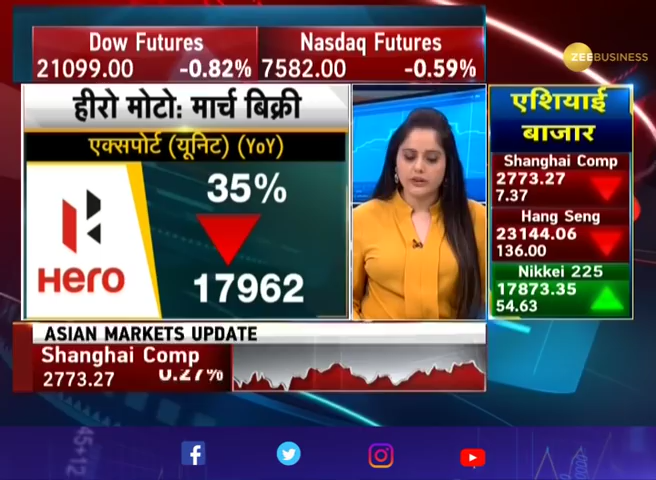 Dow Futures
21099.00 -0.82%
Nasdaq Futures
7582.00 -0.59%
ZEEBUSINESS
हीरो मोटो: मार्च बिक्री
एक्सपोर्ट (यूनिट) (YoY)
35%
17962
HERO
एशियाई
बाजार
Shanghai Comp
2773.27
7.37
Hang Seng
23144.06
136.00
Nikkei 225
17873.35
54.63
ASIAN MARKETS UPDATE
Shanghai Comp
2773.27 0.27%
45+12